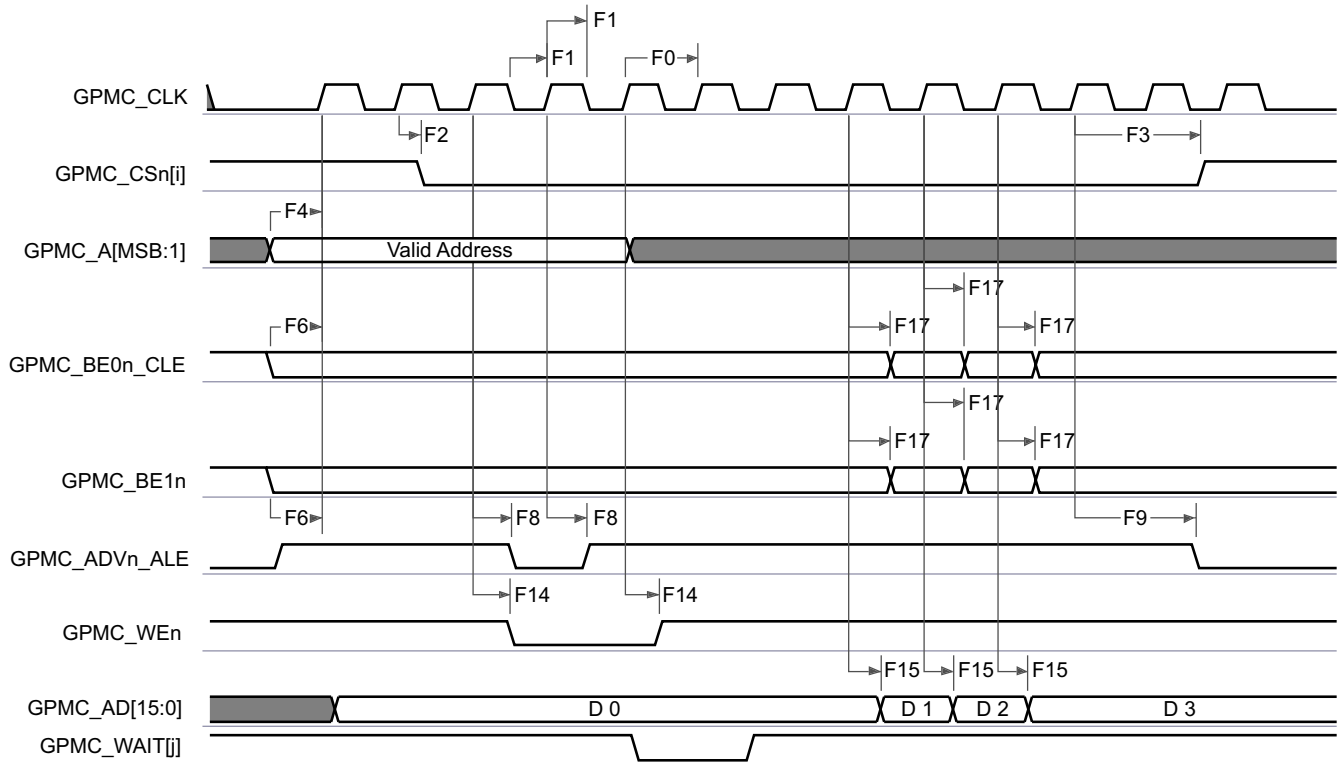 F1
F1 F0
GPMC_CLK
F2 F3
GPMC_CSn[i]
F4
GPMC_A[MSB:1] Valid Address
F17
F6 F17 F17
GPMC_BE0n_CLE
F17
F17 F17
GPMC_BE1n
F6 F8 F8 F9
GPMC_ADVn_ALE
F14 F14
GPMC_WEn
F15 F15 F15
GPMC_AD[15:0] D 0 D 1 D 2 D 3
GPMC_WAIT[j]